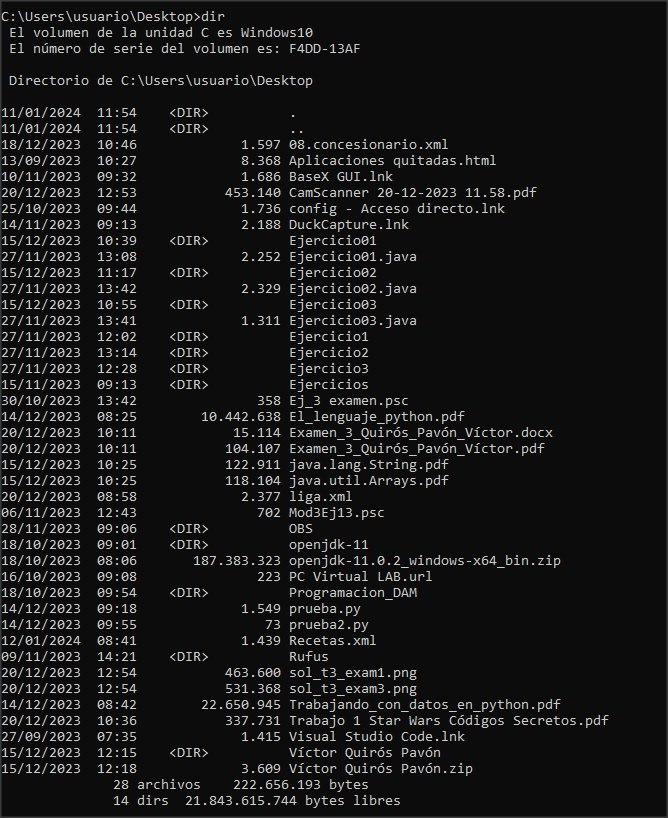 C:\Users\usuario\Desktop>dir
 El volumen de la unidad C es Windows10
 El número de serie del volumen es: F4DD-13AF

 Directorio de C:\Users\usuario\Desktop

11/01/2024  11:54    <DIR>          .
11/01/2024  11:54    <DIR>          ..
18/12/2023  10:46             1.597 08.concesionario.xml
13/09/2023  10:27             8.368 Aplicaciones quitadas.html
10/11/2023  09:32             1.686 BaseX GUI.lnk
20/12/2023  12:53           453.140 CamScanner 20-12-2023 11.58.pdf
25/10/2023  09:44             1.736 config - Acceso directo.lnk
14/11/2023  09:13             2.188 DuckCapture.lnk
15/12/2023  10:39    <DIR>          Ejercicio01
27/11/2023  13:08             2.252 Ejercicio01.java
15/12/2023  11:17    <DIR>          Ejercicio02
27/11/2023  13:42             2.329 Ejercicio02.java
15/12/2023  10:55    <DIR>          Ejercicio03
27/11/2023  13:41             1.311 Ejercicio03.java
27/11/2023  12:02    <DIR>          Ejercicio1
27/11/2023  13:14    <DIR>          Ejercicio2
27/11/2023  12:28    <DIR>          Ejercicio3
15/11/2023  09:13    <DIR>          Ejercicios
30/10/2023  13:42               358 Ej_3 examen.psc
14/12/2023  08:25        10.442.638 El_lenguaje_python.pdf
20/12/2023  10:11            15.114 Examen_3_Quirós_Pavón_Víctor.docx
20/12/2023  10:11           104.107 Examen_3_Quirós_Pavón_Víctor.pdf
15/12/2023  10:25           122.911 java.lang.String.pdf
15/12/2023  10:25           118.104 java.util.Arrays.pdf
20/12/2023  08:58             2.377 liga.xml
06/11/2023  12:43               702 Mod3Ej13.psc
28/11/2023  09:06    <DIR>          OBS
18/10/2023  09:01    <DIR>          openjdk-11
18/10/2023  08:06       187.383.323 openjdk-11.0.2_windows-x64_bin.zip
16/10/2023  09:08               223 PC Virtual LAB.url
18/10/2023  09:54    <DIR>          Programacion_DAM
14/12/2023  09:18             1.549 prueba.py
14/12/2023  09:55                73 prueba2.py
12/01/2024  08:41             1.439 Recetas.xml
09/11/2023  14:21    <DIR>          Rufus
20/12/2023  12:54           463.600 sol_t3_exam1.png
20/12/2023  12:54           531.368 sol_t3_exam3.png
14/12/2023  08:42        22.650.945 Trabajando_con_datos_en_python.pdf
20/12/2023  10:36           337.731 Trabajo 1 Star Wars Códigos Secretos.pdf
27/09/2023  07:35             1.415 Visual Studio Code.lnk
15/12/2023  12:15    <DIR>          Víctor Quirós Pavón
15/12/2023  12:18             3.609 Víctor Quirós Pavón.zip
              28 archivos    222.656.193 bytes
              14 dirs  21.843.615.744 bytes libres